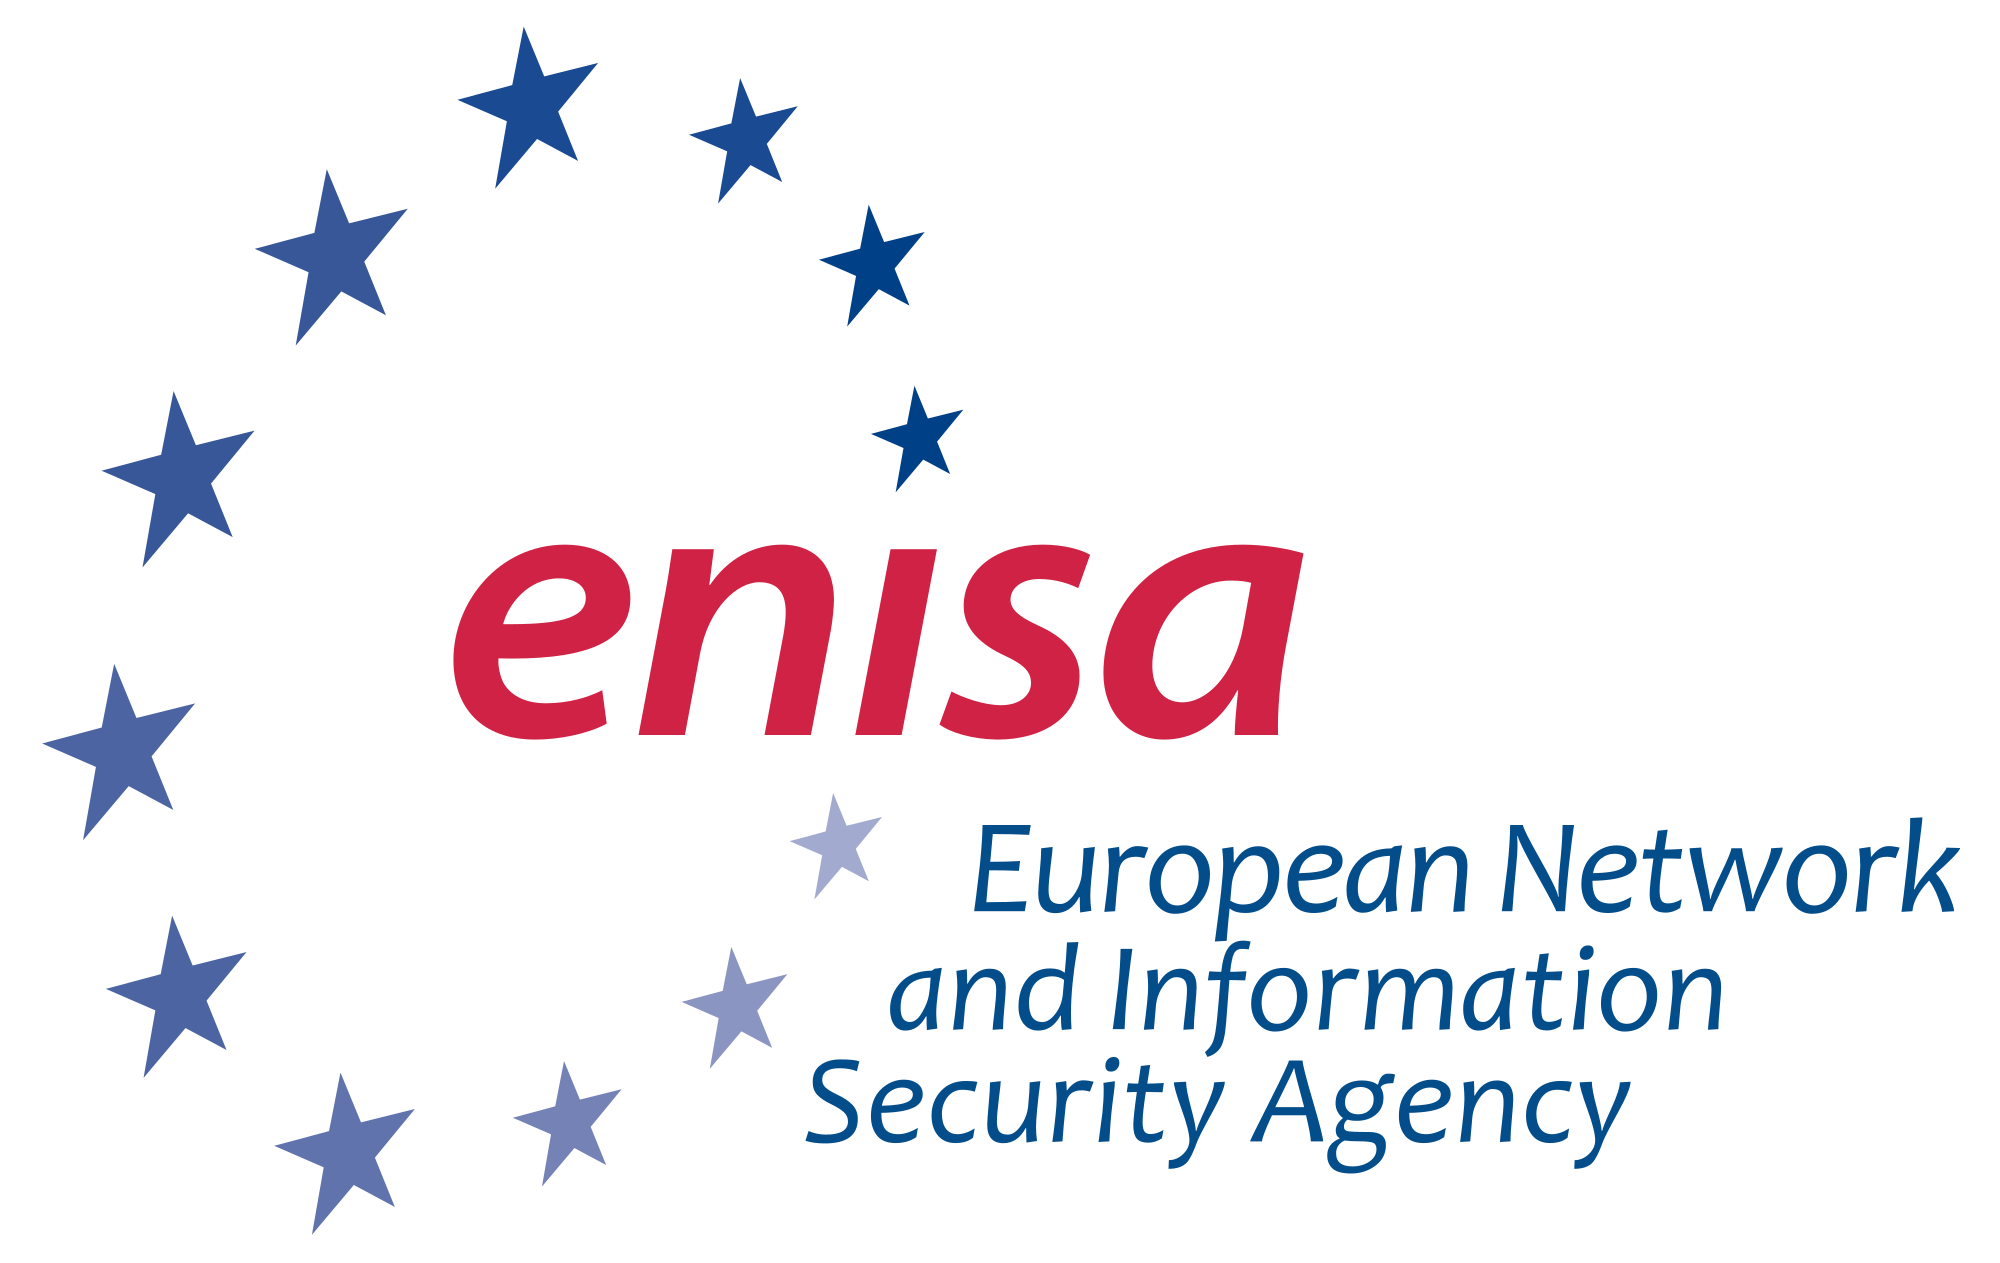 enisa
European Network
and Information
Security Agency